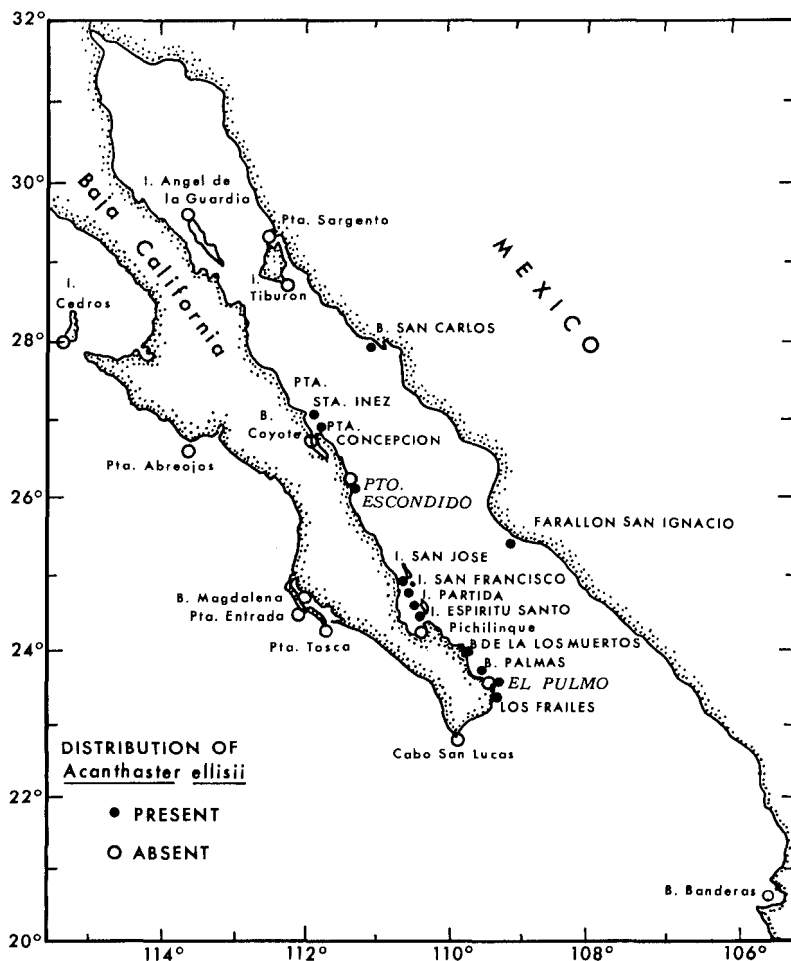 32°
30°
28°
26°
24°
22°
20°
I. Angel de
la Guardia
Pta. Sargento
Baja
California
I.
Tiburon
MEXICO
I.
Cedros
B. SAN CARLOS
PTA.
STA. INEZ
B.
Coyote
PTA.
CONCEPCION
Pta. Abreojos
PTO.
ESCONDIDO
FARALLON SAN IGNACIO
I. SAN JOSE
I. SAN FRANCISCO
I. PARTIDA
I. ESPIRITU SANTO
B. Magdalena
Pta. Entrada
Pichilinque
Pta. Tosca
B DE LA LOS MUERTOS
B. PALMAS
EL PULMO
LOS FRAILES
Cabo San Lucas
DISTRIBUTION OF
Acanthaster ellisii
PRESENT
ABSENT
B. Banderas
114°
112°
110°
108°
106°